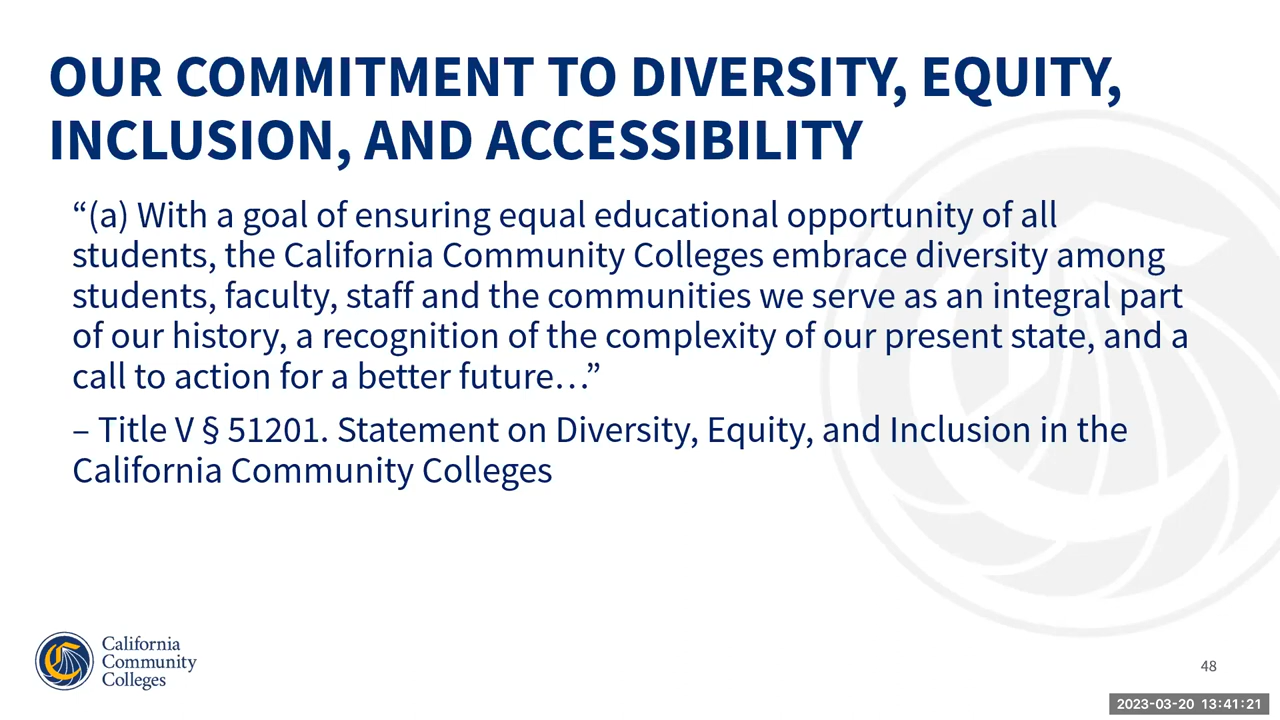 OUR COMMITMENT TO DIVERSITY, EQUITY,
INCLUSION, AND ACCESSIBILITY
“(a) With a goal of ensuring equal educational opportunity of all
students, the California Community Colleges embrace diversity among
students, faculty, staff and the communities we serve as an integral part
of our history, a recognition of the complexity of our present state, and a
call to action for a better future…”
– Title V § 51201. Statement on Diversity, Equity, and Inclusion in the
California Community Colleges
California
Community
Colleges
48
2023-03-20 13:41:21